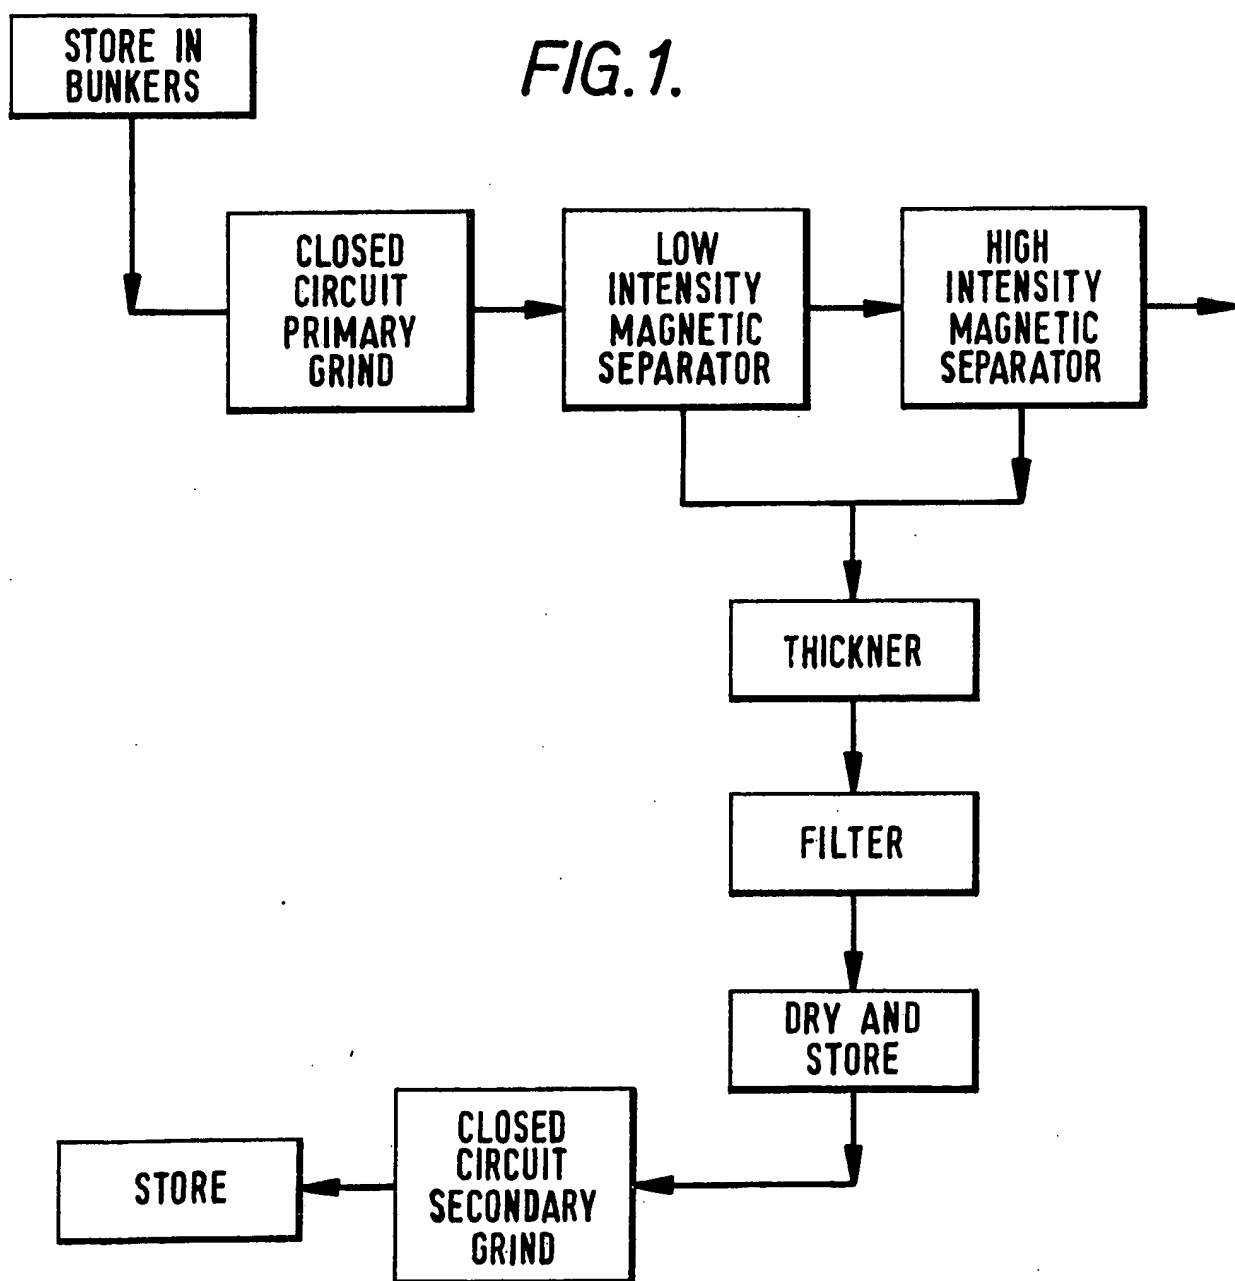 STORE IN
BUNKERS
FIG.1.
CLOSED
CIRCUIT
PRIMARY
GRIND
LOW
INTENSITY
MAGNETIC
SEPARATOR
HIGH
INTENSITY
MAGNETIC
SEPARATOR
THICKNER
FILTER
DRY AND
STORE
CLOSED
CIRCUIT
SECONDARY
GRIND
STORE